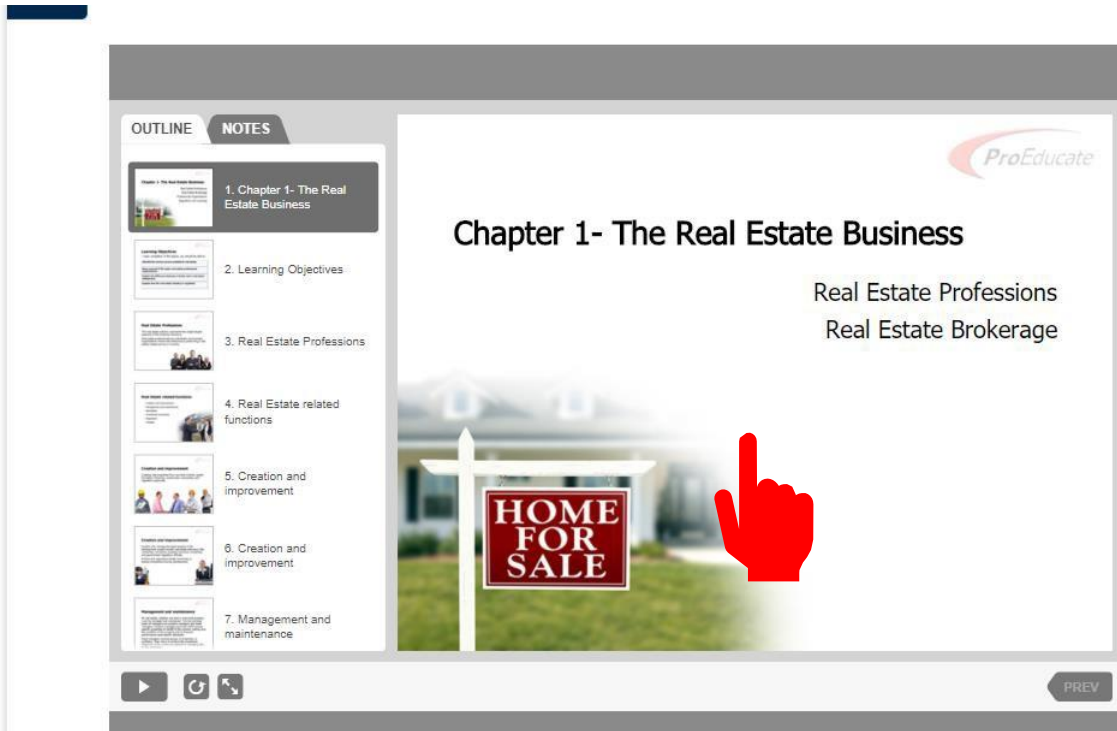 OUTLINE
NOTES
1. Chapter 1- The Real
Estate Business
2. Learning Objectives
3. Real Estate Professions
4. Real Estate related
functions
5. Creation and
improvement
6. Creation and
improvement
7. Management and
maintenance
ProEducate
Chapter 1- The Real Estate Business
Real Estate Professions
Real Estate Brokerage
HOME
FOR
SALE
PREV